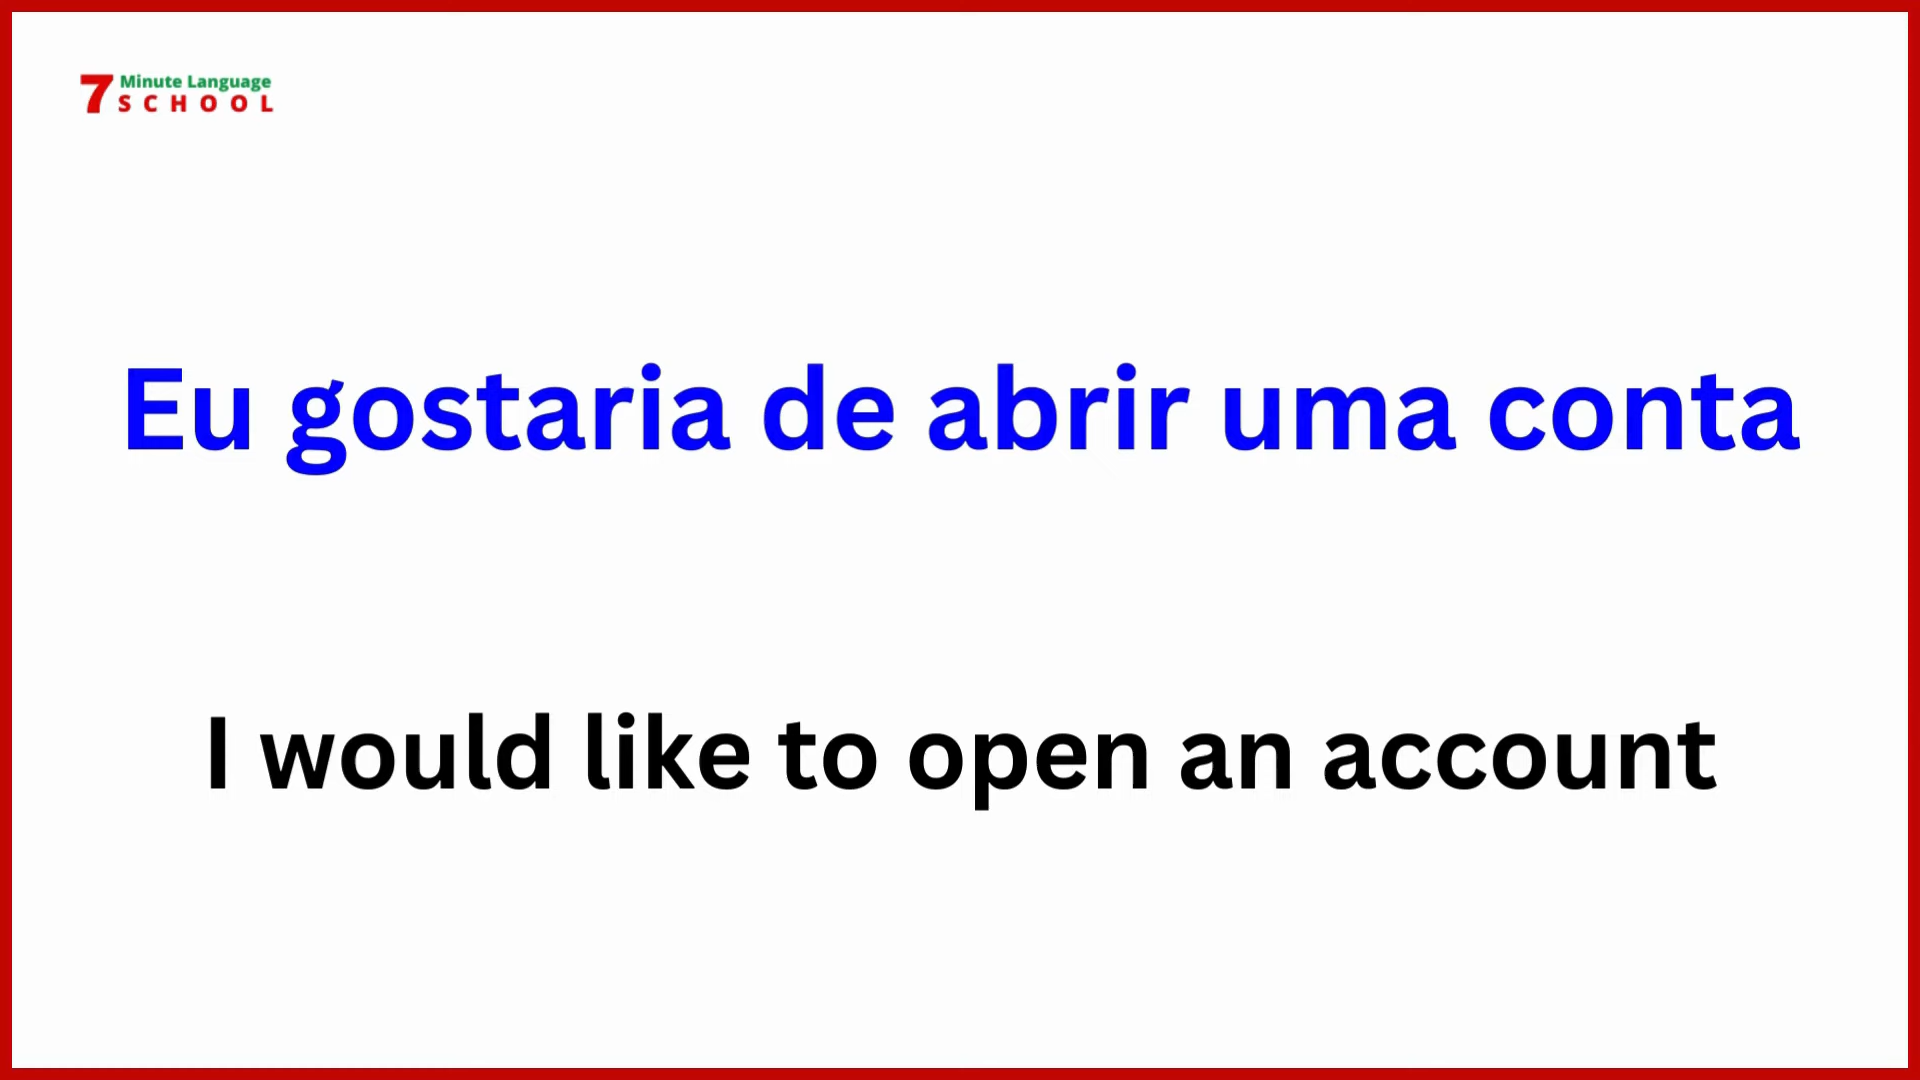 7 Minute Language
SCHOOL
Eu gostaria de abrir uma conta
I would like to open an account